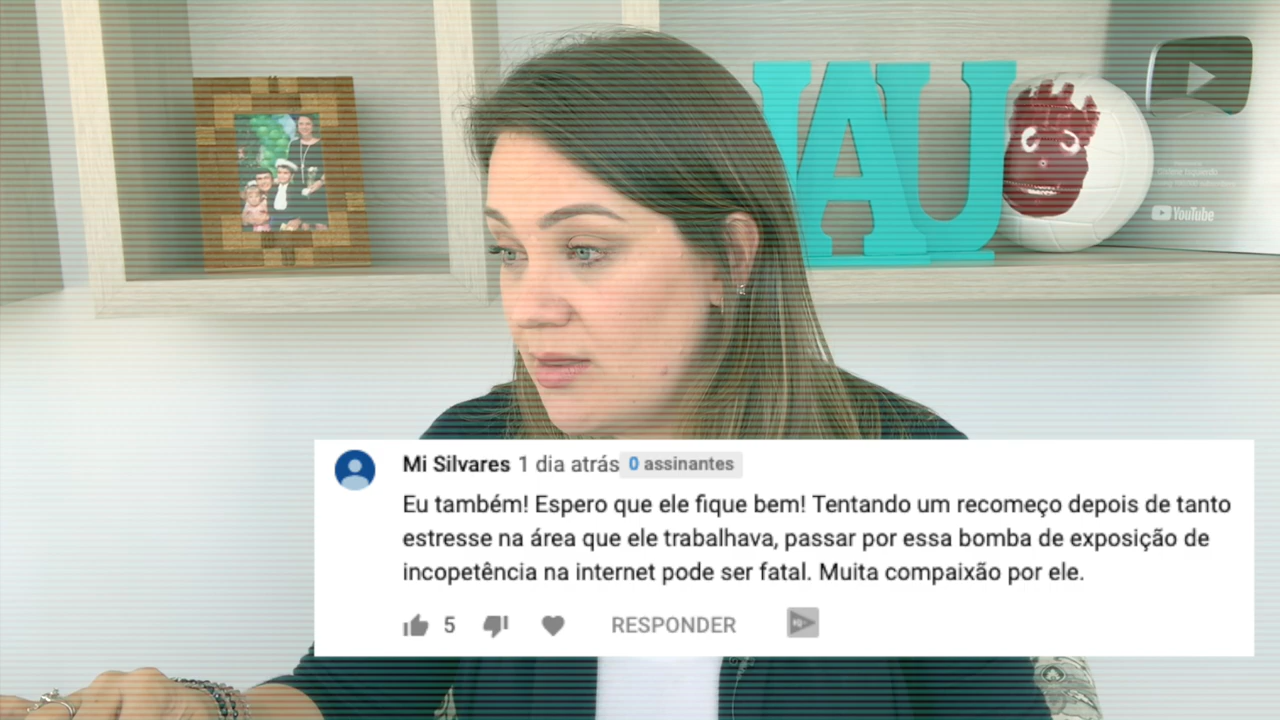 IAU
YouTube
Mi Silvares 1 dia atrás 0 assinantes
Eu também! Espero que ele fique bem! Tentando um recomeço depois de tanto
estresse na área que ele trabalhava, passar por essa bomba de exposição de
incopetência na internet pode ser fatal. Muita compaixão por ele.
5 RESPONDER